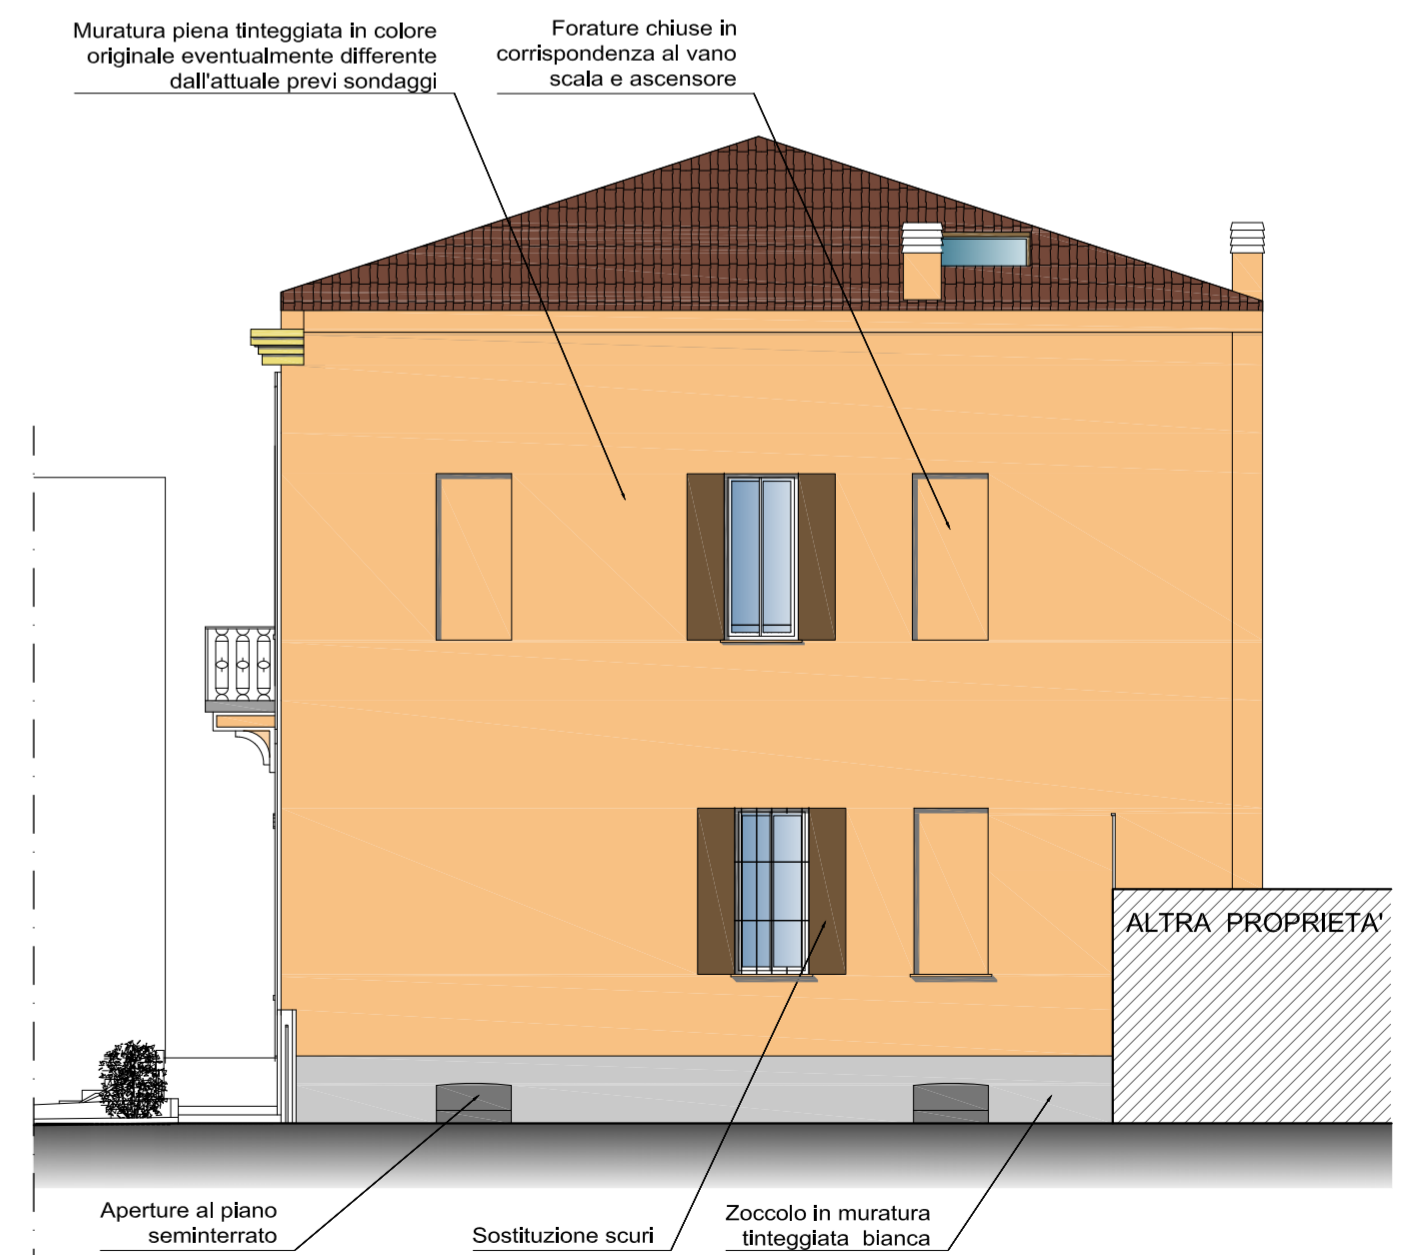 Muratura piena tinteggiata in colore
originale eventualmente differente
dall'attuale previ sondaggi
Forature chiuse in
corrispondenza al vano
scala e ascensore
ALTRA PROPRIETA'
Aperture al piano
seminterrato
Sostituzione scuri
Zoccolo in muratura
tinteggiata bianca